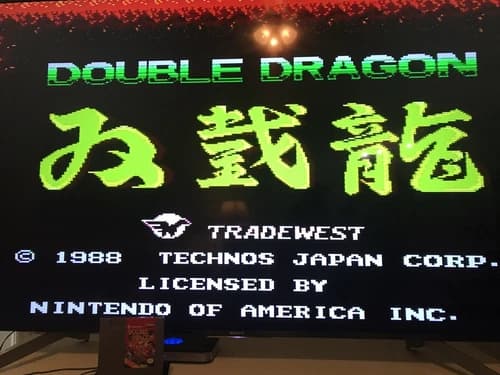 DOUBLE DRAGON
双截龍
TRADEWEST
© 1988 TECHNOS JAPAN CORP.
LICENSED BY
NINTENDO OF AMERICA INC.